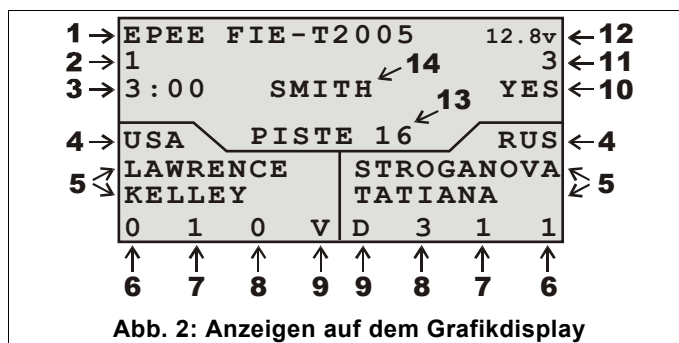 1 EPEE FIE-T2005 12.8v 12
2 1 3 11
3 3:00 SMITH 14 YES 10
13
4 USA PISTE 16 RUS 4
5 LAWRENCE STROGANOVA 5
KELLEY TATIANA
0 1 0 V D 3 1 1
6 7 8 9 9 8 7 6
Abb. 2: Anzeigen auf dem Grafikdisplay